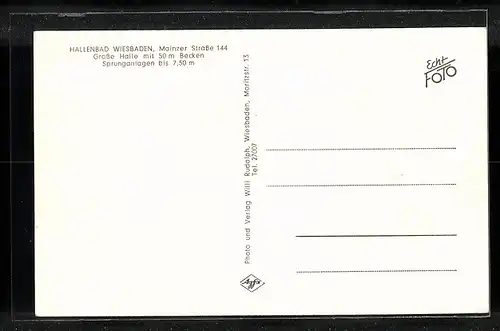 HALLENBAD WIESBADEN, Mainzer Straße 144
Große Halle mit 50 m Becken
Sprunganlagen bis 7,50 m
Echt
FOTO
Photo und Verlag Willi Rudolph, Wiesbaden, Moritzstr. 13
Tel. 27007
Agfa